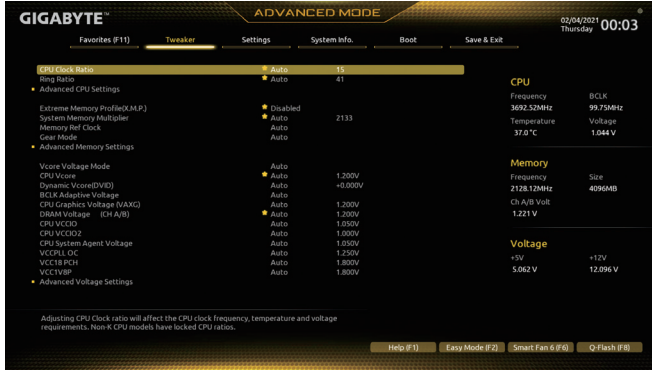 GIGABYTE™
ADVANCED MODE
02/04/2021
Thursday
00:03
Favorites (F11) Tweaker Settings System Info. Boot Save & Exit
CPU Clock Ratio Auto 15
Ring Ratio Auto 41
Advanced CPU Settings
Extreme Memory Profile(X.M.P.) Disabled
System Memory Multiplier Auto 2133
Memory Ref Clock Auto
Gear Mode Auto
Advanced Memory Settings
Vcore Voltage Mode Auto
CPU Vcore Auto 1.200V
Dynamic Vcore(DVID) Auto +0.000V
BCLK Adaptive Voltage Auto
CPU Graphics Voltage (VAXG) Auto 1.200V
DRAM Voltage (CH A/B) Auto 1.200V
CPU VCCIO Auto 1.050V
CPU VCCIO2 Auto 1.000V
CPU System Agent Voltage Auto 1.050V
VCCPLL OC Auto 1.250V
VCC18 PCH Auto 1.800V
VCC1V8P Auto 1.800V
Advanced Voltage Settings
CPU
Frequency BCLK
3692.52MHz 99.75MHz
Temperature Voltage
37.0 °C 1.044 V
Memory
Frequency Size
2128.12MHz 4096MB
Ch A/B Volt
1.221 V
Voltage
+5V +12V
5.062 V 12.096 V
Adjusting CPU Clock ratio will affect the CPU clock frequency, temperature and voltage
requirements. Non-K CPU models have locked CPU ratios.
Help (F1) Easy Mode (F2) Smart Fan 6 (F6) Q-Flash (F8)